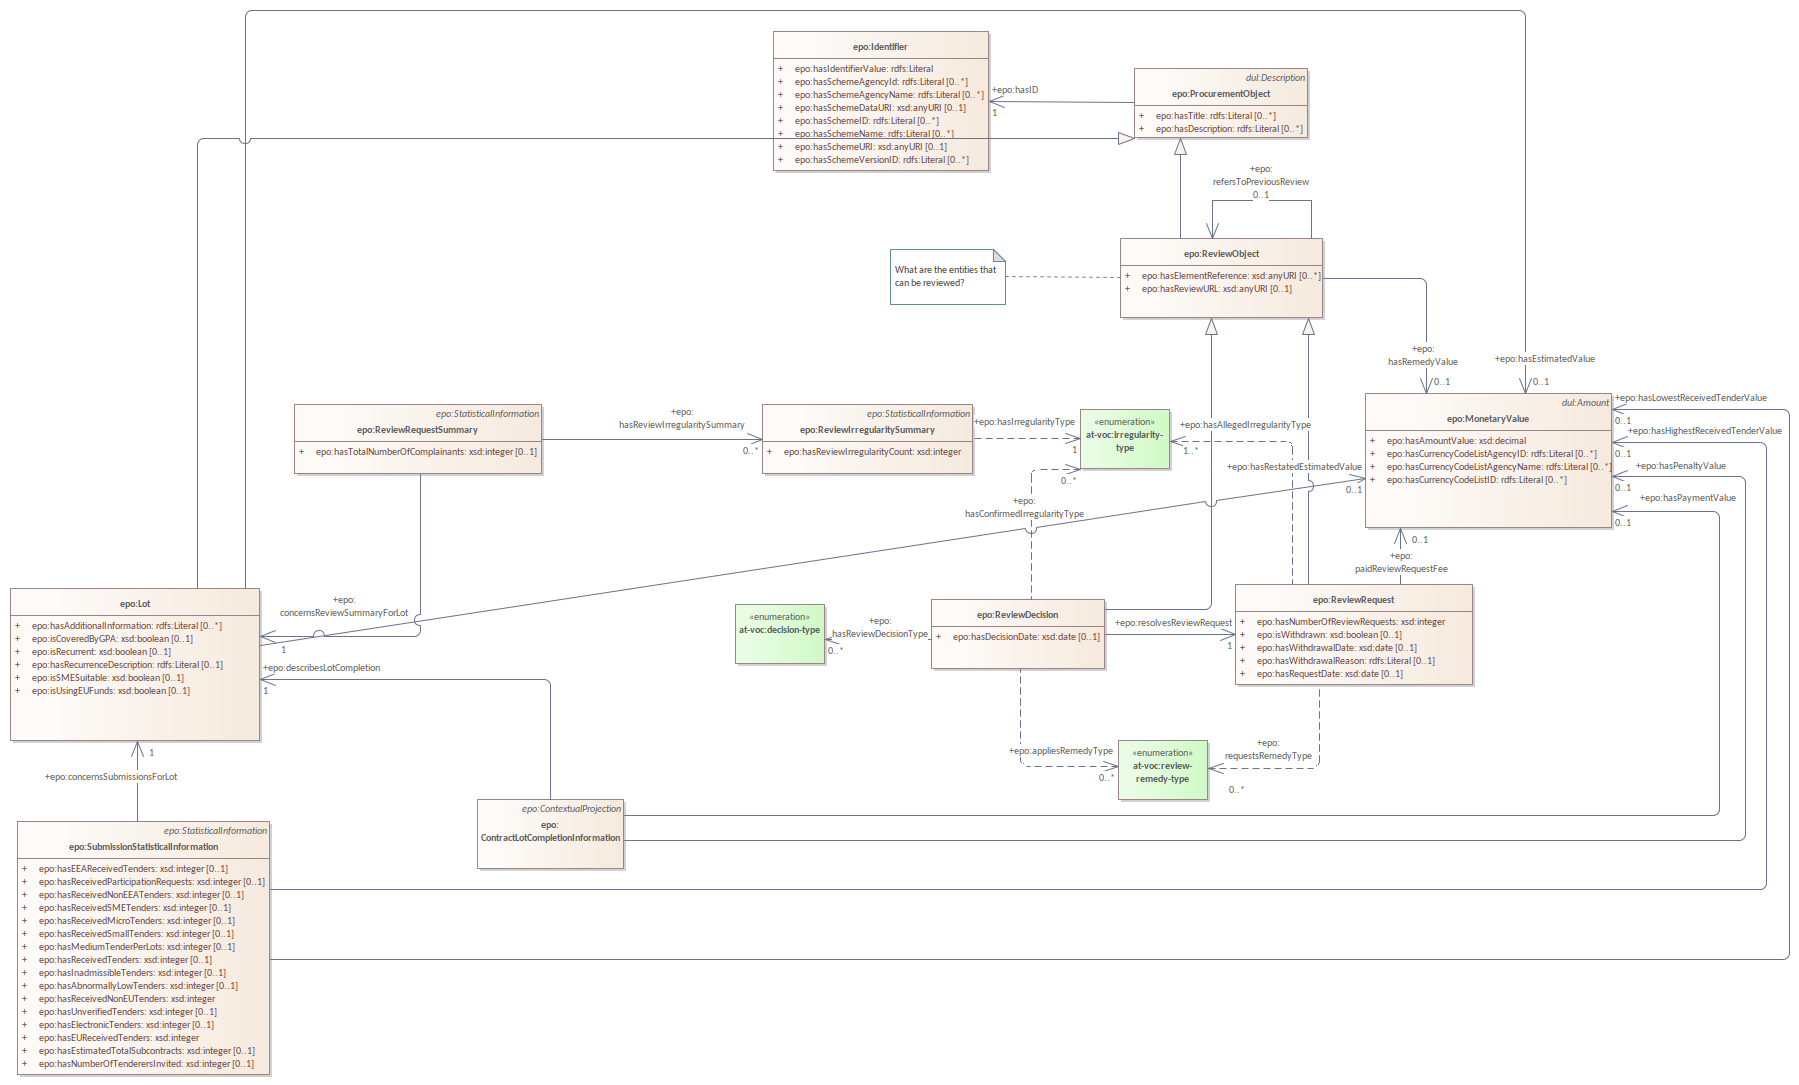 epo:Identifier
+ epo:hasIdentifierValue: rdfs:Literal
+ epo:hasSchemeAgencyId: rdfs:Literal [0..*]
+ epo:hasSchemeAgencyName: rdfs:Literal [0..*]
+ epo:hasSchemeDataURI: xsd:anyURI [0..1]
+ epo:hasSchemeID: rdfs:Literal [0..*]
+ epo:hasSchemeName: rdfs:Literal [0..*]
+ epo:hasSchemeURI: xsd:anyURI [0..1]
+ epo:hasSchemeVersionID: rdfs:Literal [0..*]
+epo:hasID
1
dul:Description
epo:ProcurementObject
+ epo:hasTitle: rdfs:Literal [0..*]
+ epo:hasDescription: rdfs:Literal [0..*]
+epo:
refersToPreviousReview
0..1
What are the entities that
can be reviewed?
epo:ReviewObject
+ epo:hasElementReference: xsd:anyURI [0..*]
+ epo:hasReviewURL: xsd:anyURI [0..1]
+epo:
hasRemedyValue
0..1
+epo:hasEstimatedValue
0..1
epo:StatisticalInformation
epo:ReviewRequestSummary
+ epo:hasTotalNumberOfComplainants: xsd:integer [0..1]
+epo:
hasReviewIrregularitySummary
0..*
epo:StatisticalInformation
epo:ReviewIrregularitySummary
+ epo:hasReviewIrregularityCount: xsd:integer
+epo:hasIrregularityType
1
«enumeration»
at-voc:irregularity-
type
+epo:hasAllegedIrregularityType
1..*
0..*
+epo:
hasConfirmedIrregularityType
+epo:hasRestatedEstimatedValue
0..1
dul:Amount
epo:MonetaryValue
+ epo:hasAmountValue: xsd:decimal
+ epo:hasCurrencyCodeListAgencyID: rdfs:Literal [0..*]
+ epo:hasCurrencyCodeListAgencyName: rdfs:Literal [0..*]
+ epo:hasCurrencyCodeListID: rdfs:Literal [0..*]
+epo:hasLowestReceivedTenderValue
0..1
+epo:hasHighestReceivedTenderValue
0..1
+epo:hasPenaltyValue
0..1
+epo:hasPaymentValue
0..1
0..1
+epo:
paidReviewRequestFee
epo:Lot
+ epo:hasAdditionalInformation: rdfs:Literal [0..*]
+ epo:isCoveredByGPA: xsd:boolean [0..1]
+ epo:isRecurrent: xsd:boolean [0..1]
+ epo:hasRecurrenceDescription: rdfs:Literal [0..1]
+ epo:isSMESuitable: xsd:boolean [0..1]
+ epo:isUsingEUFunds: xsd:boolean [0..1]
+epo:
concernsReviewSummaryForLot
1
+epo:describesLotCompletion
1
«enumeration»
at-voc:decision-type
+epo:
hasReviewDecisionType
0..*
epo:ReviewDecision
+ epo:hasDecisionDate: xsd:date [0..1]
+epo:resolvesReviewRequest
1
epo:ReviewRequest
+ epo:hasNumberOfReviewRequests: xsd:integer
+ epo:isWithdrawn: xsd:boolean [0..1]
+ epo:hasWithdrawalDate: xsd:date [0..1]
+ epo:hasWithdrawalReason: rdfs:Literal [0..1]
+ epo:hasRequestDate: xsd:date [0..1]
+epo:appliesRemedyType
0..*
«enumeration»
at-voc:review-
remedy-type
+epo:
requestsRemedyType
0..*
1
+epo:concernsSubmissionsForLot
epo:ContextualProjection
epo:
ContractLotCompletionInformation
epo:StatisticalInformation
epo:SubmissionStatisticalInformation
+ epo:hasEEAReceivedTenders: xsd:integer [0..1]
+ epo:hasReceivedParticipationRequests: xsd:integer [0..1]
+ epo:hasReceivedNonEEATenders: xsd:integer [0..1]
+ epo:hasReceivedSMETenders: xsd:integer [0..1]
+ epo:hasReceivedMicroTenders: xsd:integer [0..1]
+ epo:hasReceivedSmallTenders: xsd:integer [0..1]
+ epo:hasMediumTenderPerLots: xsd:integer [0..1]
+ epo:hasReceivedTenders: xsd:integer [0..1]
+ epo:hasInadmissibleTenders: xsd:integer [0..1]
+ epo:hasAbnormallyLowTenders: xsd:integer [0..1]
+ epo:hasReceivedNonEUTenders: xsd:integer
+ epo:hasUnverifiedTenders: xsd:integer [0..1]
+ epo:hasElectronicTenders: xsd:integer [0..1]
+ epo:hasEUReceivedTenders: xsd:integer
+ epo:hasEstimatedTotalSubcontracts: xsd:integer [0..1]
+ epo:hasNumberOfTenderersInvited: xsd:integer [0..1]